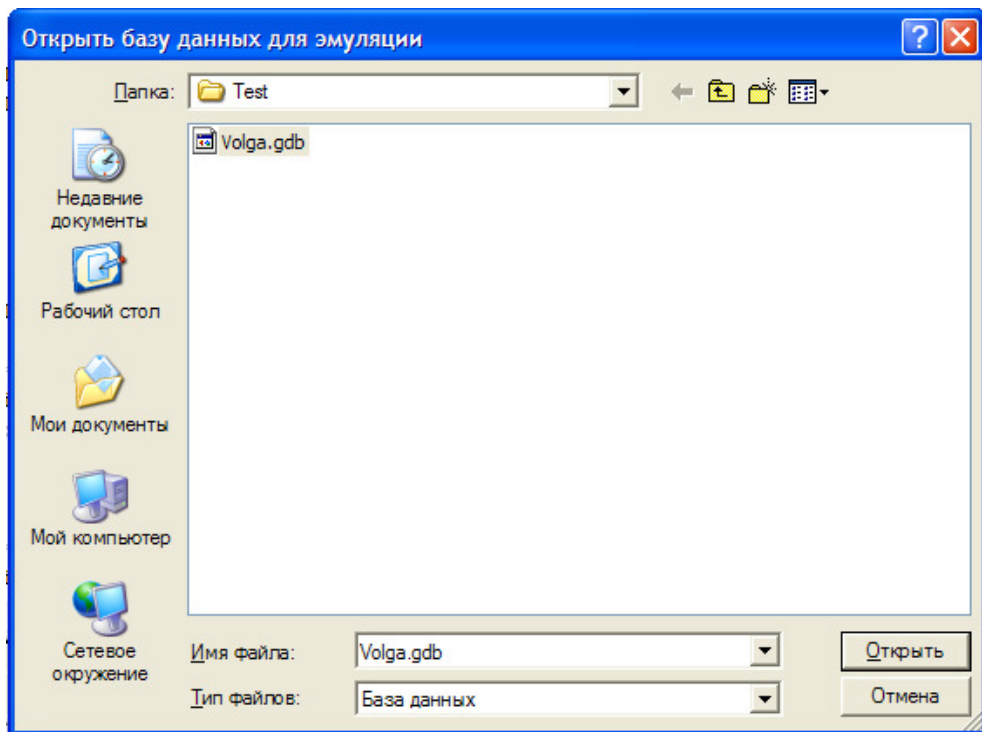 Открыть базу данных для эмуляции
Папка:
Test
Volga.gdb
Недавние
документы
Рабочий стол
Мои документы
Мой компьютер
Сетевое
окружение
Имя файла:
Volga.gdb
Открыть
Тип файлов:
База данных
Отмена